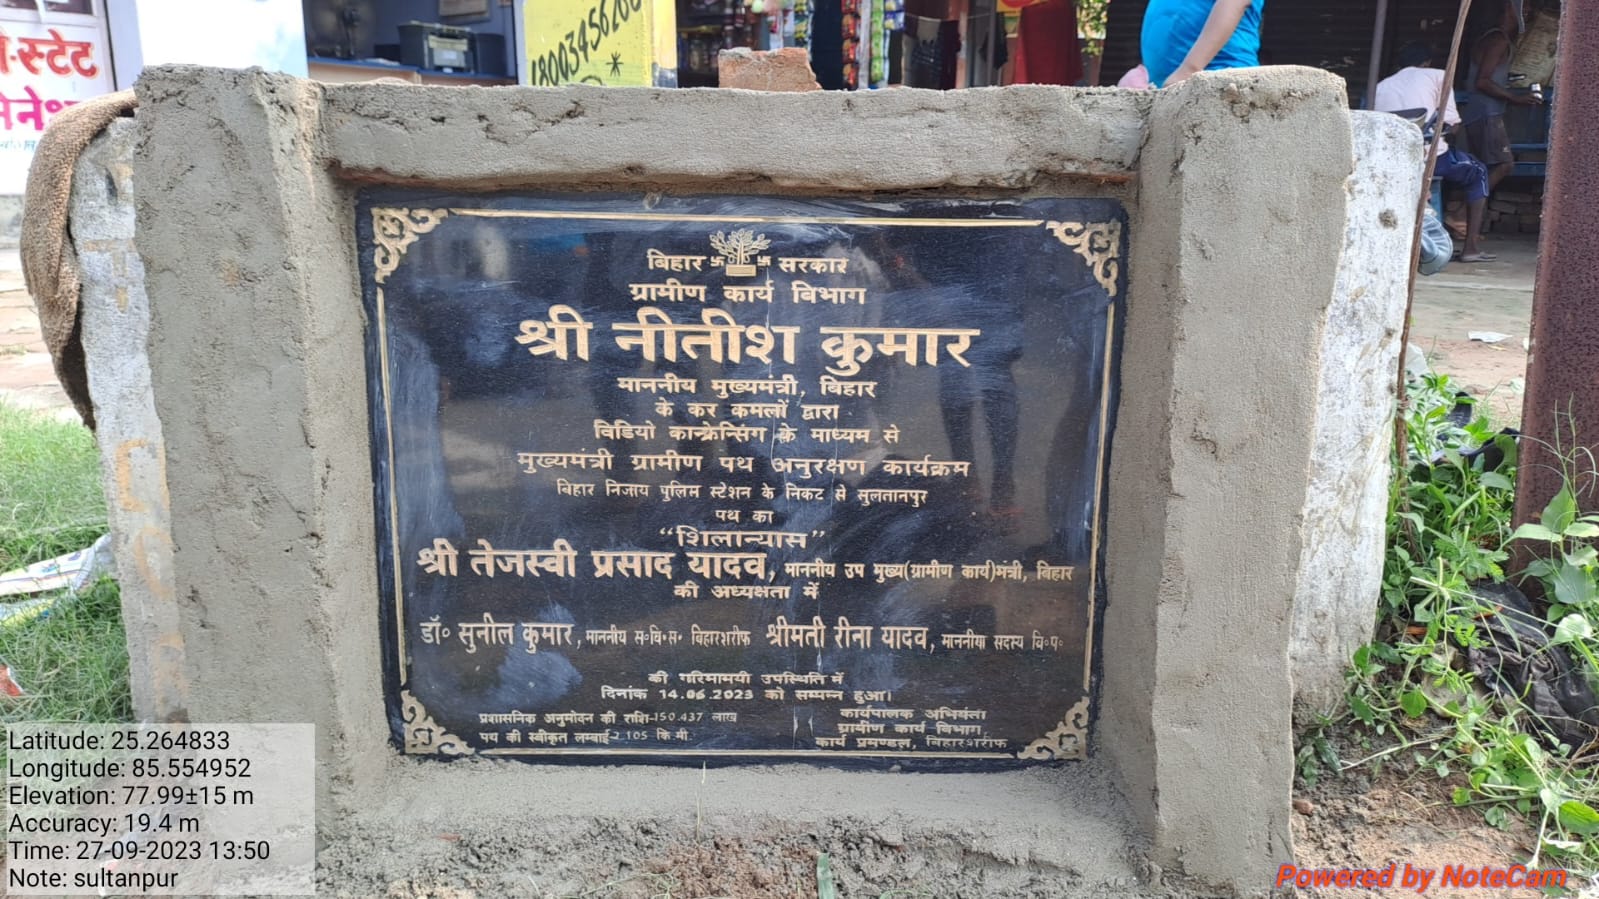 स्टेट
18003456268
बिहार सरकार
ग्रामीण कार्य विभाग
श्री नीतीश कुमार
माननीय मुख्यमंत्री, बिहार
के कर कमलों द्वारा
विडियो कान्फ्रेन्सिंग के माध्यम से
मुख्यमंत्री ग्रामीण पथ अनुरक्षण कार्यक्रम
बिहार निजाय पुलिम स्टेशन के निकट से सुलतानपुर
पथ का
"शिलान्यास"
श्री तेजस्वी प्रसाद यादव, माननीय उप मुख्य(ग्रामीण कार्य)मंत्री, बिहार
की अध्यक्षता में
डॉ० सुनील कुमार, माननीय स०वि०स० बिहारशरीफ श्रीमती रीना यादव, माननीया सदस्य वि०प०
की गरिमामयी उपस्थिति में
दिनांक 14.06.2023 को सम्पन्न हुआ।
प्रशासनिक अनुमोदन की राशि-150.437 लाख
पथ की स्वीकृत लम्बाई-2.105 कि.मी.
कार्यपालक अभियंता
ग्रामीण कार्य विभाग
कार्य प्रमण्डल, बिहारशरीफ
Latitude: 25.264833
Longitude: 85.554952
Elevation: 77.99±15 m
Accuracy: 19.4 m
Time: 27-09-2023 13:50
Note: sultanpur
Powered by NoteCam